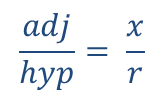 adj/hyp = x/r